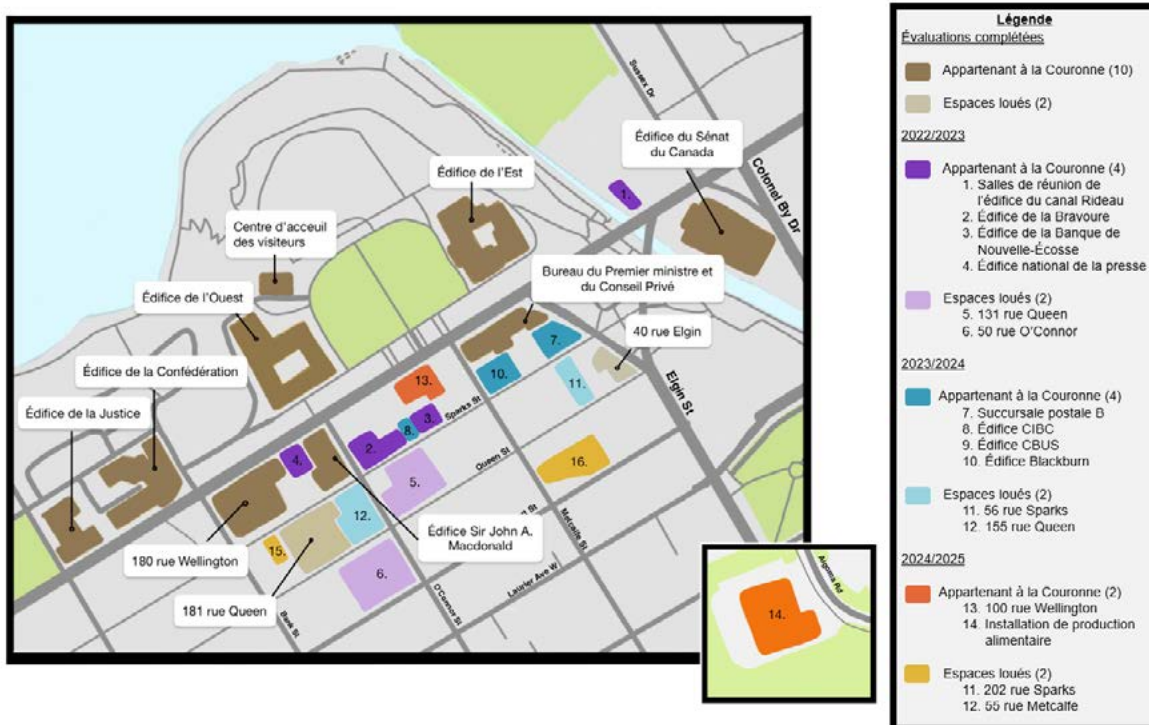 Sussex Dr
Colonel By Dr
Édifice du Sénat
du Canada
1.
Édifice de l'Est
Centre d'acceuil
des visiteurs
Bureau du Premier ministre et
du Conseil Privé
Édifice de l'Ouest
40 rue Elgin
7.
10.
11.
Elgin St
Édifice de la Confédération
13.
Sparks St
3.
8.
2.
Édifice de la Justice
Queen St
4.
16.
5.
12.
Metcalfe St
Édifice Sir John A.
Macdonald
180 rue Wellington
15.
6.
Laurier Ave W
O'Connor St
181 rue Queen
Bank St
Algoma Rd
14.
Légende
Évaluations complétées
Appartenant à la Couronne (10)
Espaces loués (2)
2022/2023
Appartenant à la Couronne (4)
1. Salles de réunion de
l'édifice du canal Rideau
2. Édifice de la Bravoure
3. Édifice de la Banque de
Nouvelle-Écosse
4. Édifice national de la presse
Espaces loués (2)
5. 131 rue Queen
6. 50 rue O'Connor
2023/2024
Appartenant à la Couronne (4)
7. Succursale postale B
8. Édifice CIBC
9. Édifice CBUS
10. Édifice Blackburn
Espaces loués (2)
11. 56 rue Sparks
12. 155 rue Queen
2024/2025
Appartenant à la Couronne (2)
13. 100 rue Wellington
14. Installation de production
alimentaire
Espaces loués (2)
11. 202 rue Sparks
12. 55 rue Metcalfe